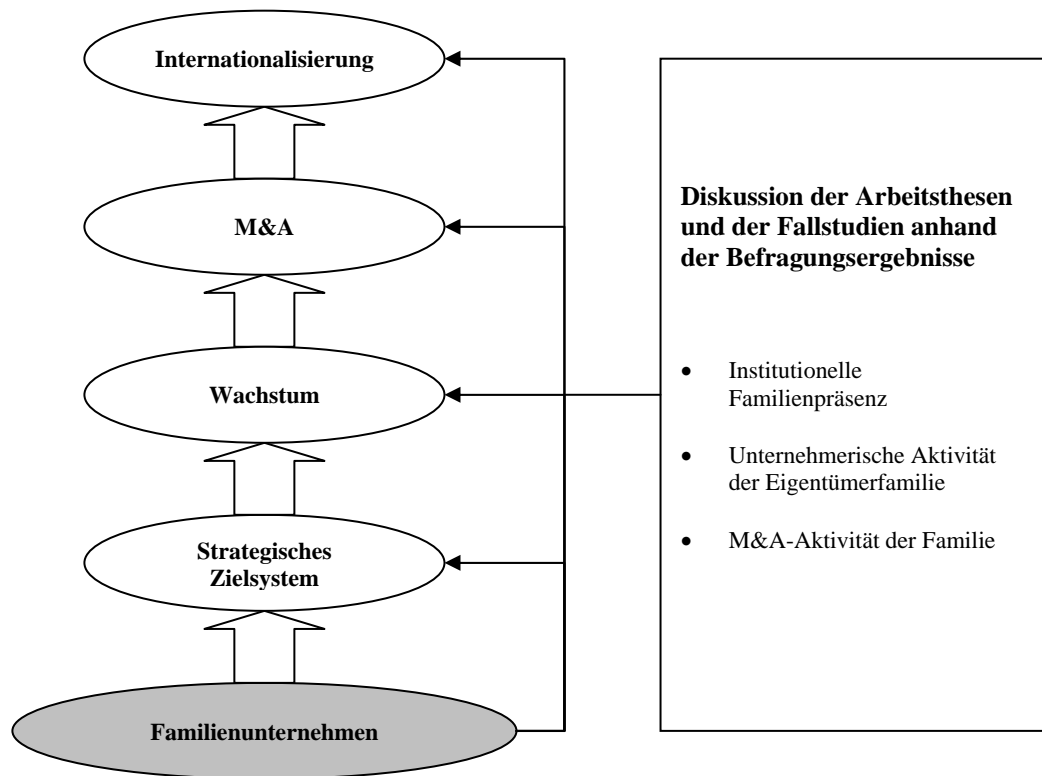 Internationalisierung
M&A
Wachstum
Strategisches
Zielsystem
Familienunternehmen
Diskussion der Arbeitsthesen
und der Fallstudien anhand
der Befragungsergebnisse
• Institutionelle
Familienpräsenz
• Unternehmerische Aktivität
der Eigentümerfamilie
• M&A-Aktivität der Familie